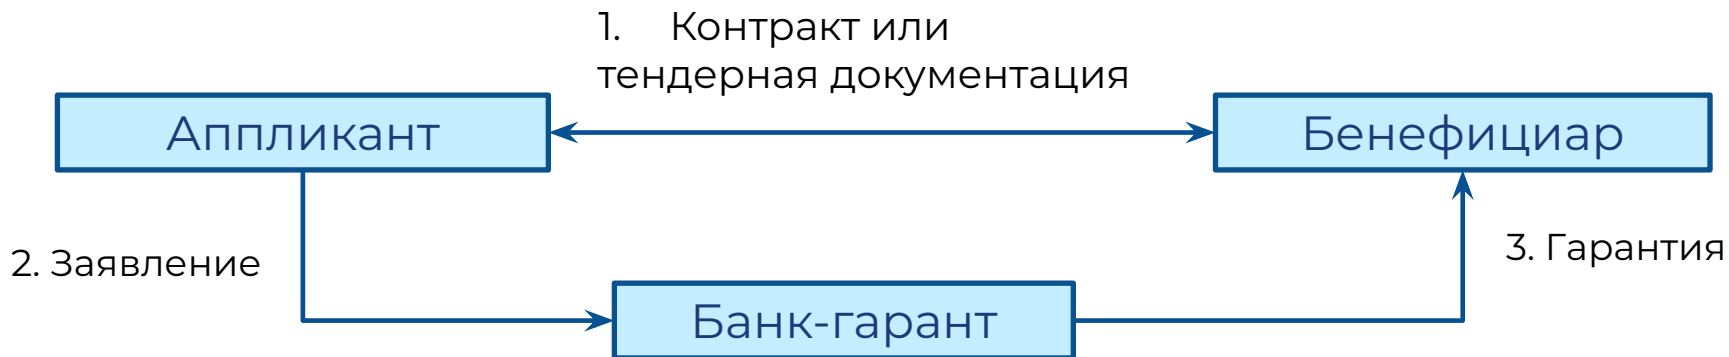 1. Контракт или
тендерная документация
Аппликант
Бенефициар
2. Заявление
3. Гарантия
Банк-гарант